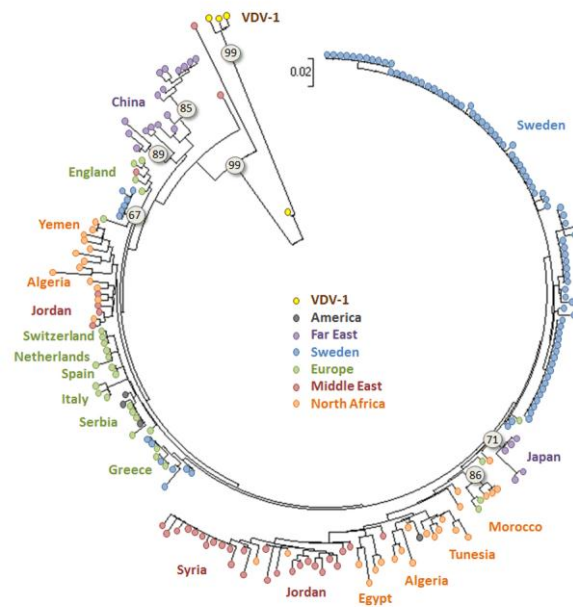 VDV-1
99
0.02
China
85
Sweden
89
99
England
67
Yemen
Algeria
Jordan
VDV-1
America
Far East
Sweden
Europe
Middle East
North Africa
Switzerland
Netherlands
Spain
Italy
Serbia
Greece
71
Japan
86
Morocco
Tunesia
Syria
Jordan
Egypt
Algeria